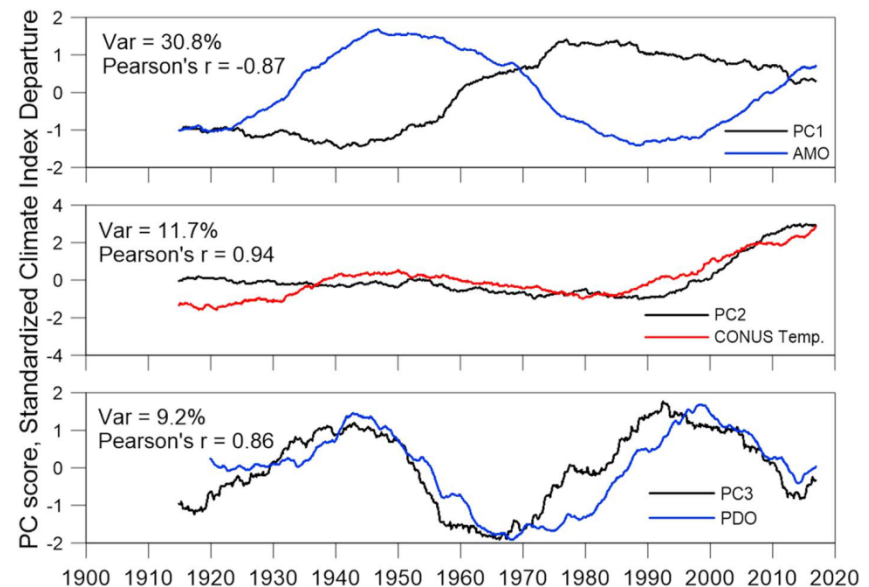 PC score, Standardized Climate Index Departure
2
1
0
-1
-2
Var = 30.8%
Pearson's r = -0.87
PC1
AMO
4
2
0
-2
-4
Var = 11.7%
Pearson's r = 0.94
PC2
CONUS Temp.
2
1
0
-1
-2
Var = 9.2%
Pearson's r = 0.86
PC3
PDO
1900 1910 1920 1930 1940 1950 1960 1970 1980 1990 2000 2010 2020